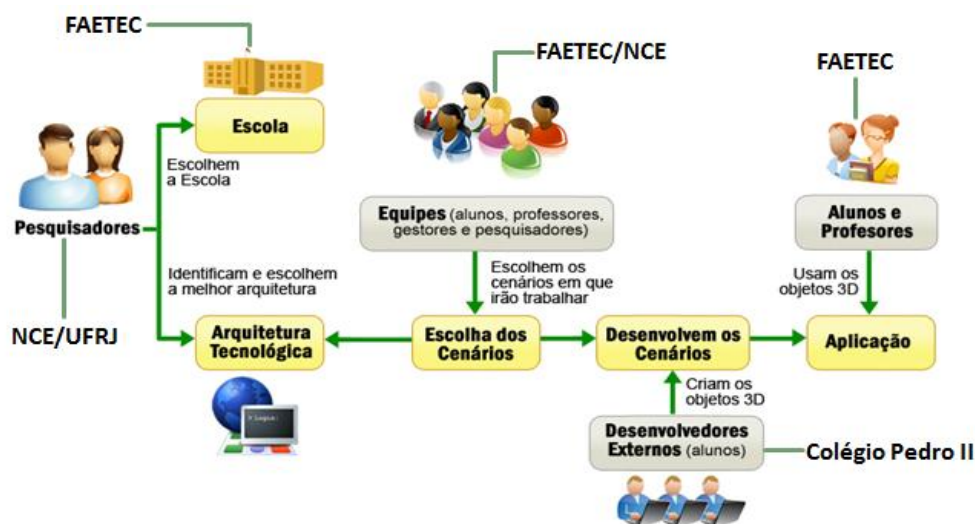 FAETEC
FAETEC/NCE
FAETEC
Escola
Escolhem
a Escola
Pesquisadores
Equipes (alunos, professores,
gestores e pesquisadores)
Alunos e
Profesores
Identificam e escolhem
a melhor arquitetura
Escolhem os
cenários em que
irão trabalhar
Usam os
objetos 3D
NCE/UFRJ
Arquitetura
Tecnológica
Escolha dos
Cenários
Desenvolvem os
Cenários
Aplicação
> Login:
Criam os
objetos 3D
Desenvolvedores
Externos (alunos)
Colégio Pedro II